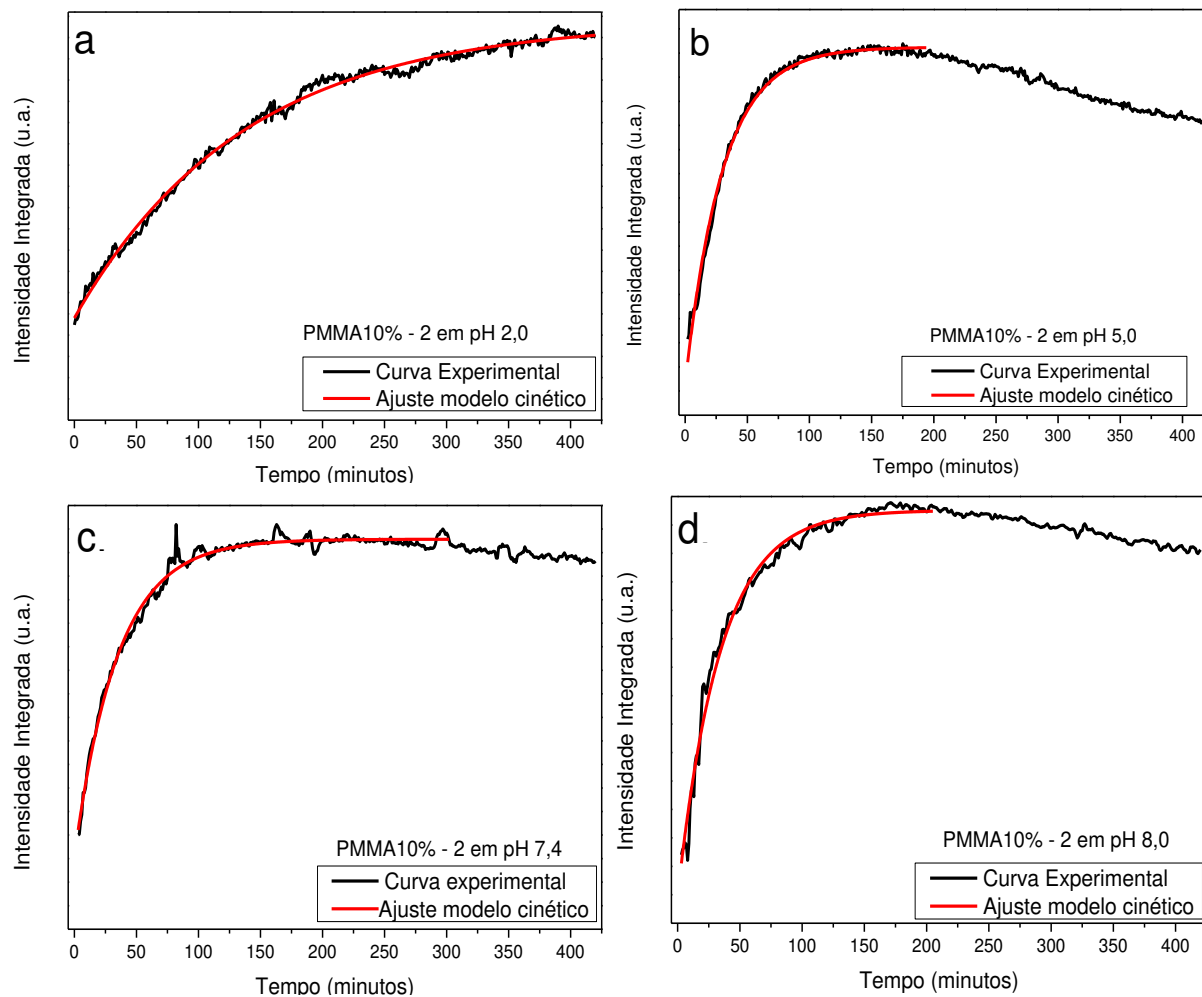 a
Intensidade Integrada (u.a.)
PMMA10% - 2 em pH 2,0
Curva Experimental
Ajuste modelo cinético
0 50 100 150 200 250 300 350 400
Tempo (minutos)
b
Intensidade Integrada (u.a.)
PMMA10% - 2 em pH 5,0
Curva Experimental
Ajuste modelo cinético
0 50 100 150 200 250 300 350 400
Tempo (minutos)
c
Intensidade Integrada (u.a.)
PMMA10% - 2 em pH 7,4
Curva experimental
Ajuste modelo cinético
0 50 100 150 200 250 300 350 400
Tempo (minutos)
d
Intensidade Integrada (u.a.)
PMMA10% - 2 em pH 8,0
Curva Experimental
Ajuste modelo cinético
0 50 100 150 200 250 300 350 400
Tempo (minutos)